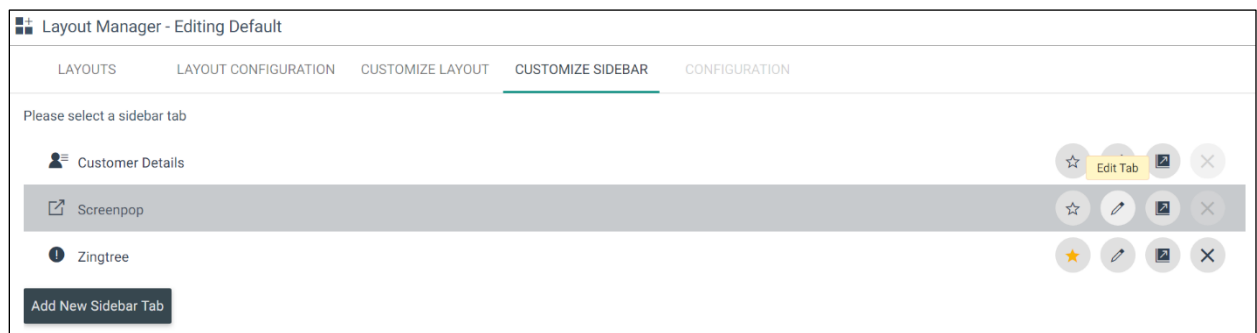 Layout Manager - Editing Default
LAYOUTS LAYOUT CONFIGURATION CUSTOMIZE LAYOUT CUSTOMIZE SIDEBAR CONFIGURATION
Please select a sidebar tab
Customer Details
Edit Tab
Screenpop
Zingtree
Add New Sidebar Tab